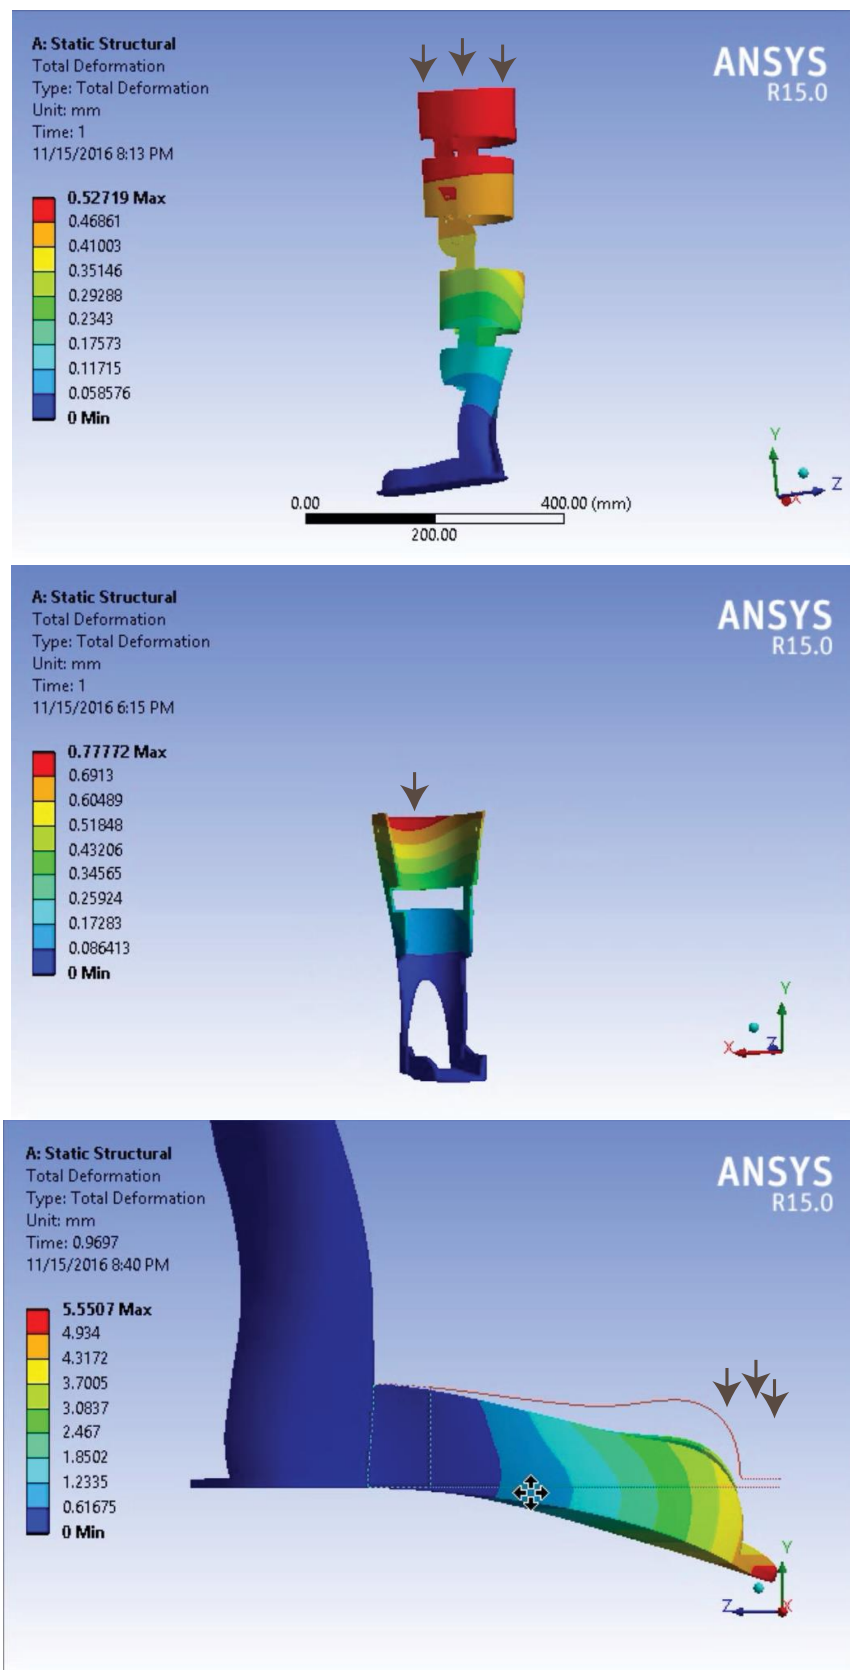 A: Static Structural
Total Deformation
Type: Total Deformation
Unit: mm
Time: 1
11/15/2016 8:13 PM
ANSYS
R15.0
0.52719 Max
0.46861
0.41003
0.35146
0.29288
0.2343
0.17573
0.11715
0.058576
0 Min
Y
Z
X
0.00
400.00 (mm)
200.00
A: Static Structural
Total Deformation
Type: Total Deformation
Unit: mm
Time: 1
11/15/2016 6:15 PM
ANSYS
R15.0
0.77772 Max
0.6913
0.60489
0.51848
0.43206
0.34565
0.25924
0.17283
0.086413
0 Min
Y
X
Z
A: Static Structural
Total Deformation
Type: Total Deformation
Unit: mm
Time: 0.9697
11/15/2016 8:40 PM
ANSYS
R15.0
5.5507 Max
4.934
4.3172
3.7005
3.0837
2.467
1.8502
1.2335
0.61675
0 Min
Y
Z
X